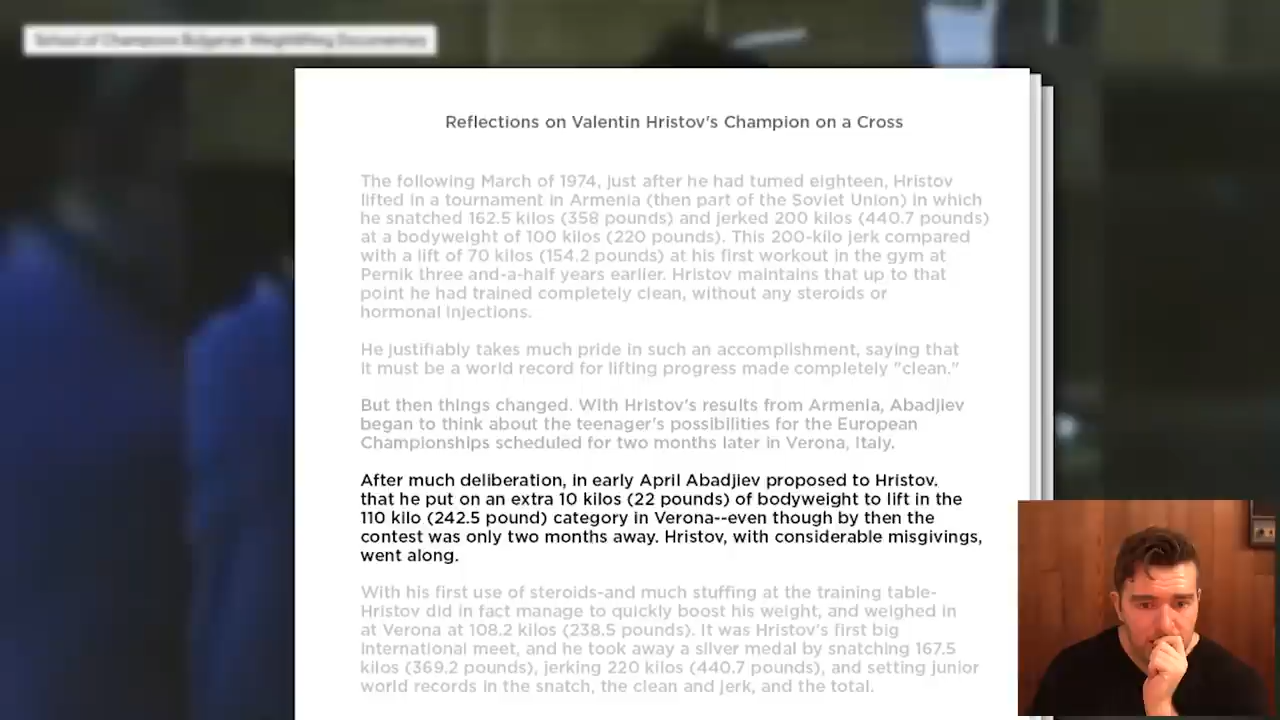 School of Champions Bulgarian Weightlifting Documentary
Reflections on Valentin Hristov's Champion on a Cross
The following March of 1974, just after he had turned eighteen, Hristov
lifted in a tournament in Armenia (then part of the Soviet Union) in which
he snatched 162.5 kilos (358 pounds) and jerked 200 kilos (440.7 pounds)
at a bodyweight of 100 kilos (220 pounds). This 200-kilo jerk compared
with a lift of 70 kilos (154.2 pounds) at his first workout in the gym at
Pernik three and-a-half years earlier. Hristov maintains that up to that
point he had trained completely clean, without any steroids or
hormonal injections.
He justifiably takes much pride in such an accomplishment, saying that
it must be a world record for lifting progress made completely "clean."
But then things changed. With Hristov's results from Armenia, Abadjiev
began to think about the teenager's possibilities for the European
Championships scheduled for two months later in Verona, Italy.
After much deliberation, in early April Abadjiev proposed to Hristov.
that he put on an extra 10 kilos (22 pounds) of bodyweight to lift in the
110 kilo (242.5 pound) category in Verona--even though by then the
contest was only two months away. Hristov, with considerable misgivings,
went along.
With his first use of steroids-and much stuffing at the training table-
Hristov did in fact manage to quickly boost his weight, and weighed in
at Verona at 108.2 kilos (238.5 pounds). It was Hristov's first big
international meet, and he took away a silver medal by snatching 167.5
kilos (369.2 pounds), jerking 220 kilos (440.7 pounds), and setting junior
world records in the snatch, the clean and jerk, and the total.